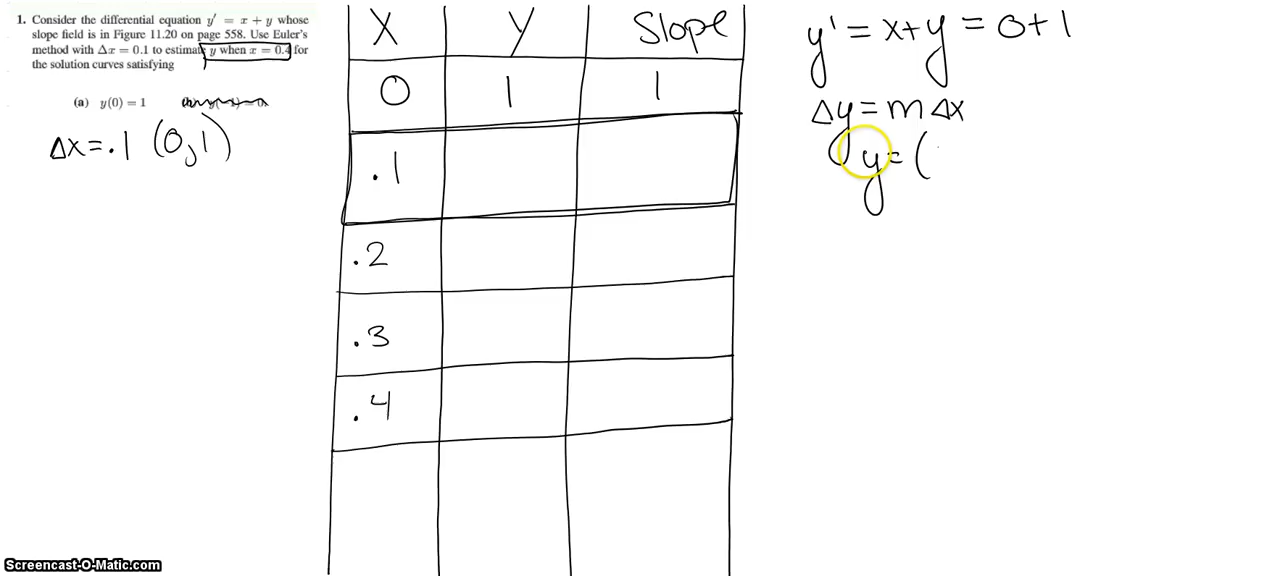 1. Consider the differential equation y′ = x + y whose
slope field is in Figure 11.20 on page 558. Use Euler's
method with Δx = 0.1 to estimate y when x = 0.4 for
the solution curves satisfying
(a) y(0) = 1
Δx = .1 (0,1)
X Y Slope
0 1 1
.1
.2
.3
.4
y' = x+y = 0+1
Δy = m Δx
y = (
Screencast-O-Matic.com